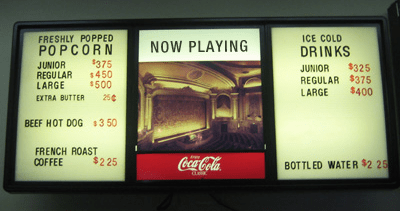 FRESHLY POPPED
POPCORN
JUNIOR $375
REGULAR $450
LARGE $500
EXTRA BUTTER 25¢
BEEF HOT DOG $350
FRENCH ROAST
COFFEE $225
NOW PLAYING
Coca-Cola
CLASSIC
ICE COLD
DRINKS
JUNIOR $325
REGULAR $375
LARGE $400
BOTTLED WATER $225